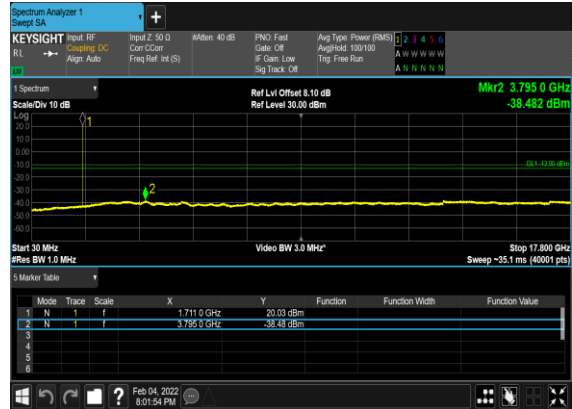 Spectrum Analyzer 1
Swept SA
+
KEYSIGHT Input: RF Input Z: 50 Ω #Atten: 40 dB PNO: Fast Avg Type: Power (RMS) 1 2 3 4 5 6
RL Coupling: DC Corr CCorr Gate: Off Avg|Hold: 100/100 A W W W W W
Align: Auto Freq Ref: Int (S) IF Gain: Low Trig: Free Run
Sig Track: Off A N N N N N
1 Spectrum Ref Lvl Offset 8.10 dB Mkr2 3.795 0 GHz
Scale/Div 10 dB Ref Level 30.00 dBm -38.482 dBm
Log
20.0
10.0
0.00
-10.0
-20.0
-30.0
-40.0
-50.0
-60.0
1
2
DL1 -13.00 dBm
Start 30 MHz Video BW 3.0 MHz* Stop 17.800 GHz
#Res BW 1.0 MHz Sweep ~35.1 ms (40001 pts)
5 Marker Table
Mode Trace Scale X Y Function Function Width Function Value
1 N 1 f 1.711 0 GHz 20.03 dBm
2 N 1 f 3.795 0 GHz -38.48 dBm
3
4
5
6
? Feb 04, 2022
8:01:54 PM